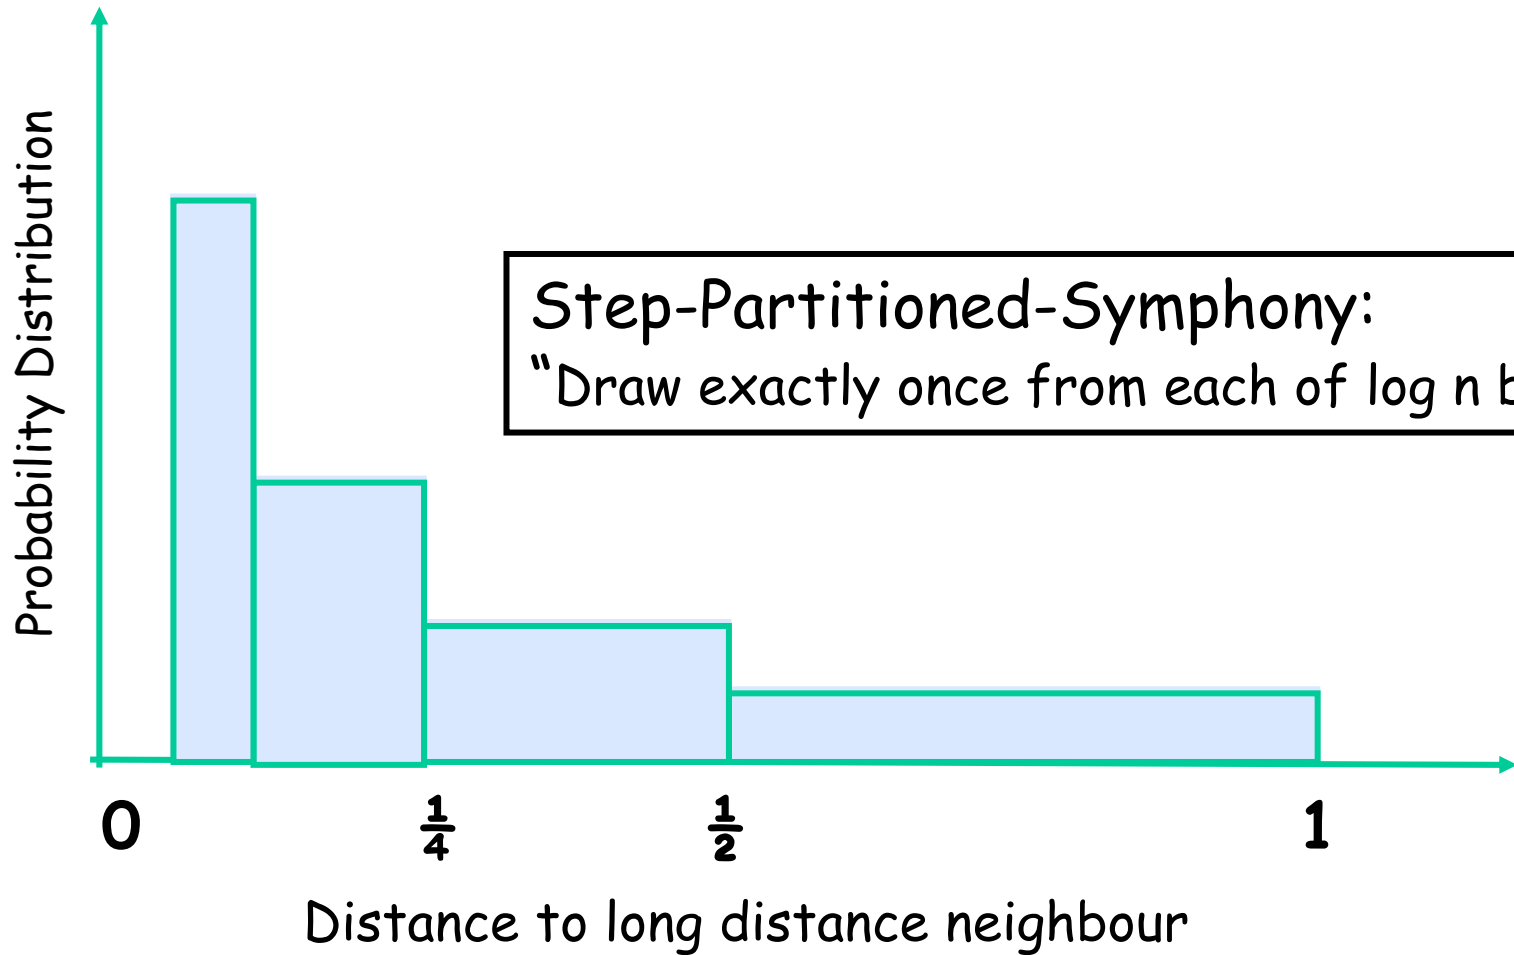 Probability Distribution
Step-Partitioned-Symphony:
“Draw exactly once from each of log n
0 1/4 1/2 1
Distance to long distance neighbour